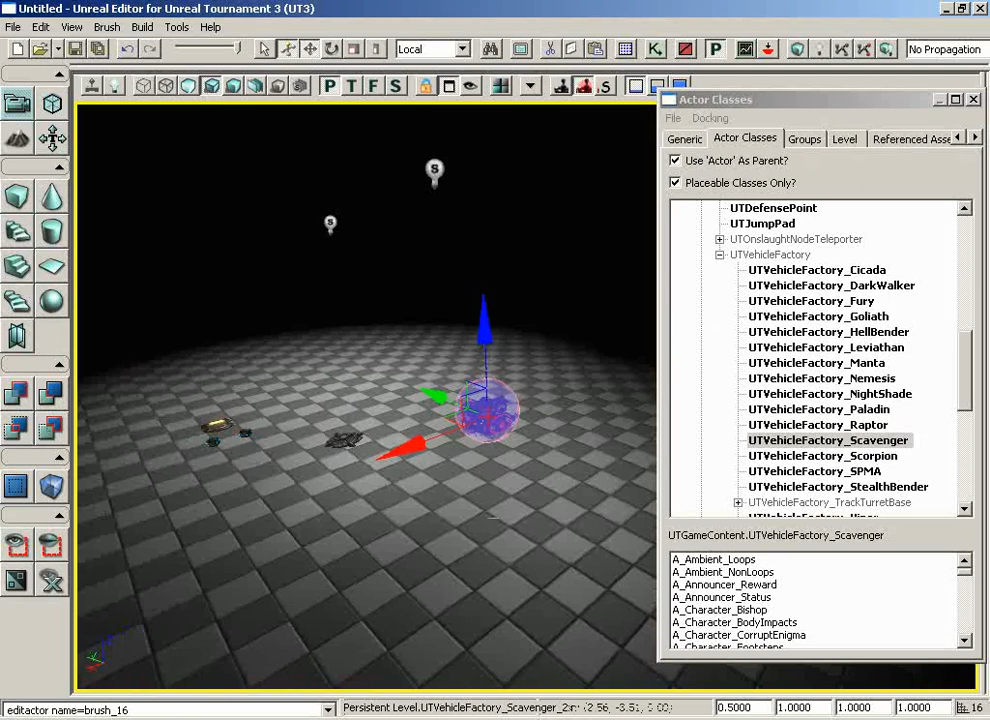 Untitled - Unreal Editor for Unreal Tournament 3 (UT3)
File Edit View Brush Build Tools Help
Local
P
No Propagation
P T F S
S
Actor Classes
File Docking
Generic Actor Classes Groups Level Referenced Asse
Use 'Actor' As Parent?
Placeable Classes Only?
UTDefensePoint
UTJumpPad
UTOnslaughtNodeTeleporter
UTVehicleFactory
UTVehicleFactory_Cicada
UTVehicleFactory_DarkWalker
UTVehicleFactory_Fury
UTVehicleFactory_Goliath
UTVehicleFactory_HellBender
UTVehicleFactory_Leviathan
UTVehicleFactory_Manta
UTVehicleFactory_Nemesis
UTVehicleFactory_NightShade
UTVehicleFactory_Paladin
UTVehicleFactory_Raptor
UTVehicleFactory_Scavenger
UTVehicleFactory_Scorpion
UTVehicleFactory_SPMA
UTVehicleFactory_StealthBender
UTVehicleFactory_TrackTurretBase
UTGameContent.UTVehicleFactory_Scavenger
A_Ambient_Loops
A_Ambient_NonLoops
A_Announcer_Reward
A_Announcer_Status
A_Character_Bishop
A_Character_BodyImpacts
A_Character_CorruptEnigma
A_Character_Footsteps
S
S
editactor name=brush_16
0.5000 1.0000 1.0000 1.0000 16